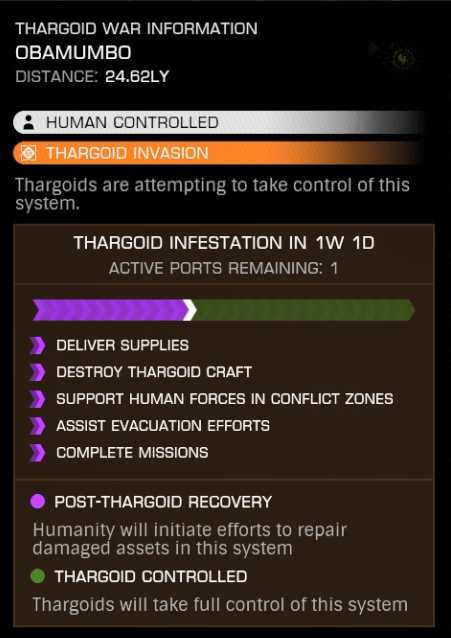 THARGOID WAR INFORMATION
OBAMUMBO
DISTANCE: 24.62LY
HUMAN CONTROLLED
THARGOID INVASION
Thargoids are attempting to take control of this
system.
THARGOID INFESTATION IN 1W 1D
ACTIVE PORTS REMAINING: 1
DELIVER SUPPLIES
DESTROY THARGOID CRAFT
SUPPORT HUMAN FORCES IN CONFLICT ZONES
ASSIST EVACUATION EFFORTS
COMPLETE MISSIONS
POST-THARGOID RECOVERY
Humanity will initiate efforts to repair
damaged assets in this system
THARGOID CONTROLLED
Thargoids will take full control of this system